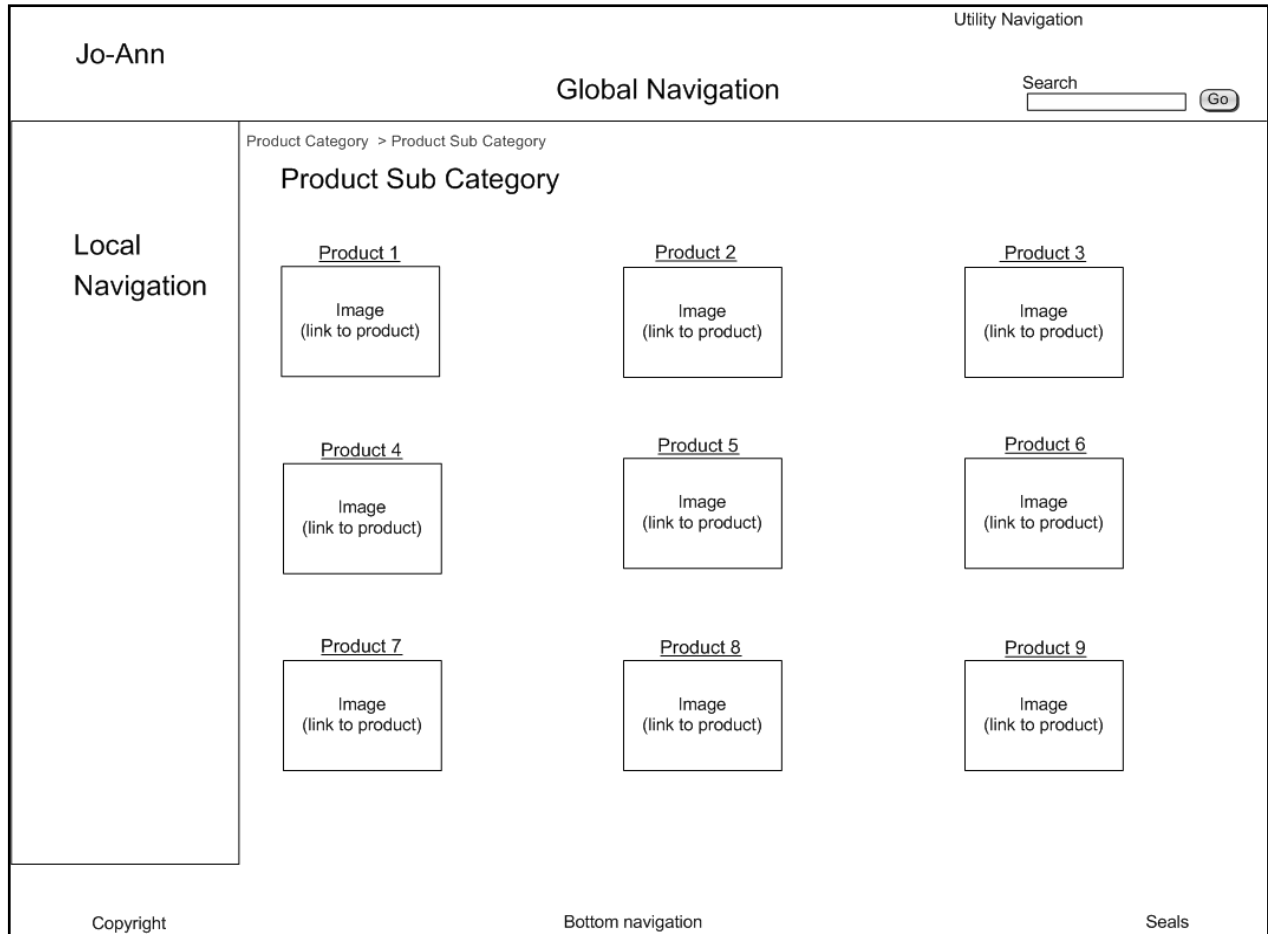 Utility Navigation
Jo-Ann
Global Navigation
Search
Go
Product Category > Product Sub Category
Product Sub Category
Local
Navigation
Product 1
Image
(link to product)
Product 2
Image
(link to product)
Product 3
Image
(link to product)
Product 4
Image
(link to product)
Product 5
Image
(link to product)
Product 6
Image
(link to product)
Product 7
Image
(link to product)
Product 8
Image
(link to product)
Product 9
Image
(link to product)
Copyright
Bottom navigation
Seals